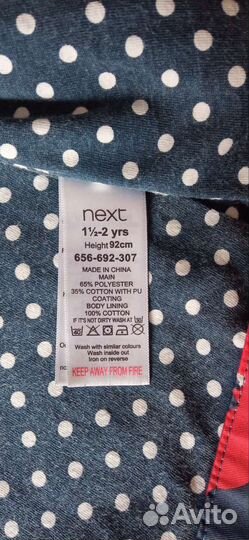 next
1½-2 yrs
Height 92cm
656-692-307
MADE IN CHINA
MAIN
65% POLYESTER
35% COTTON WITH PU
COATING
BODY LINING
100% COTTON
IF IT'S NOT DIRTY WASH AT 30
Wash with similar colours
Wash inside out
Iron on reverse
KEEP AWAY FROM FIRE
Avito